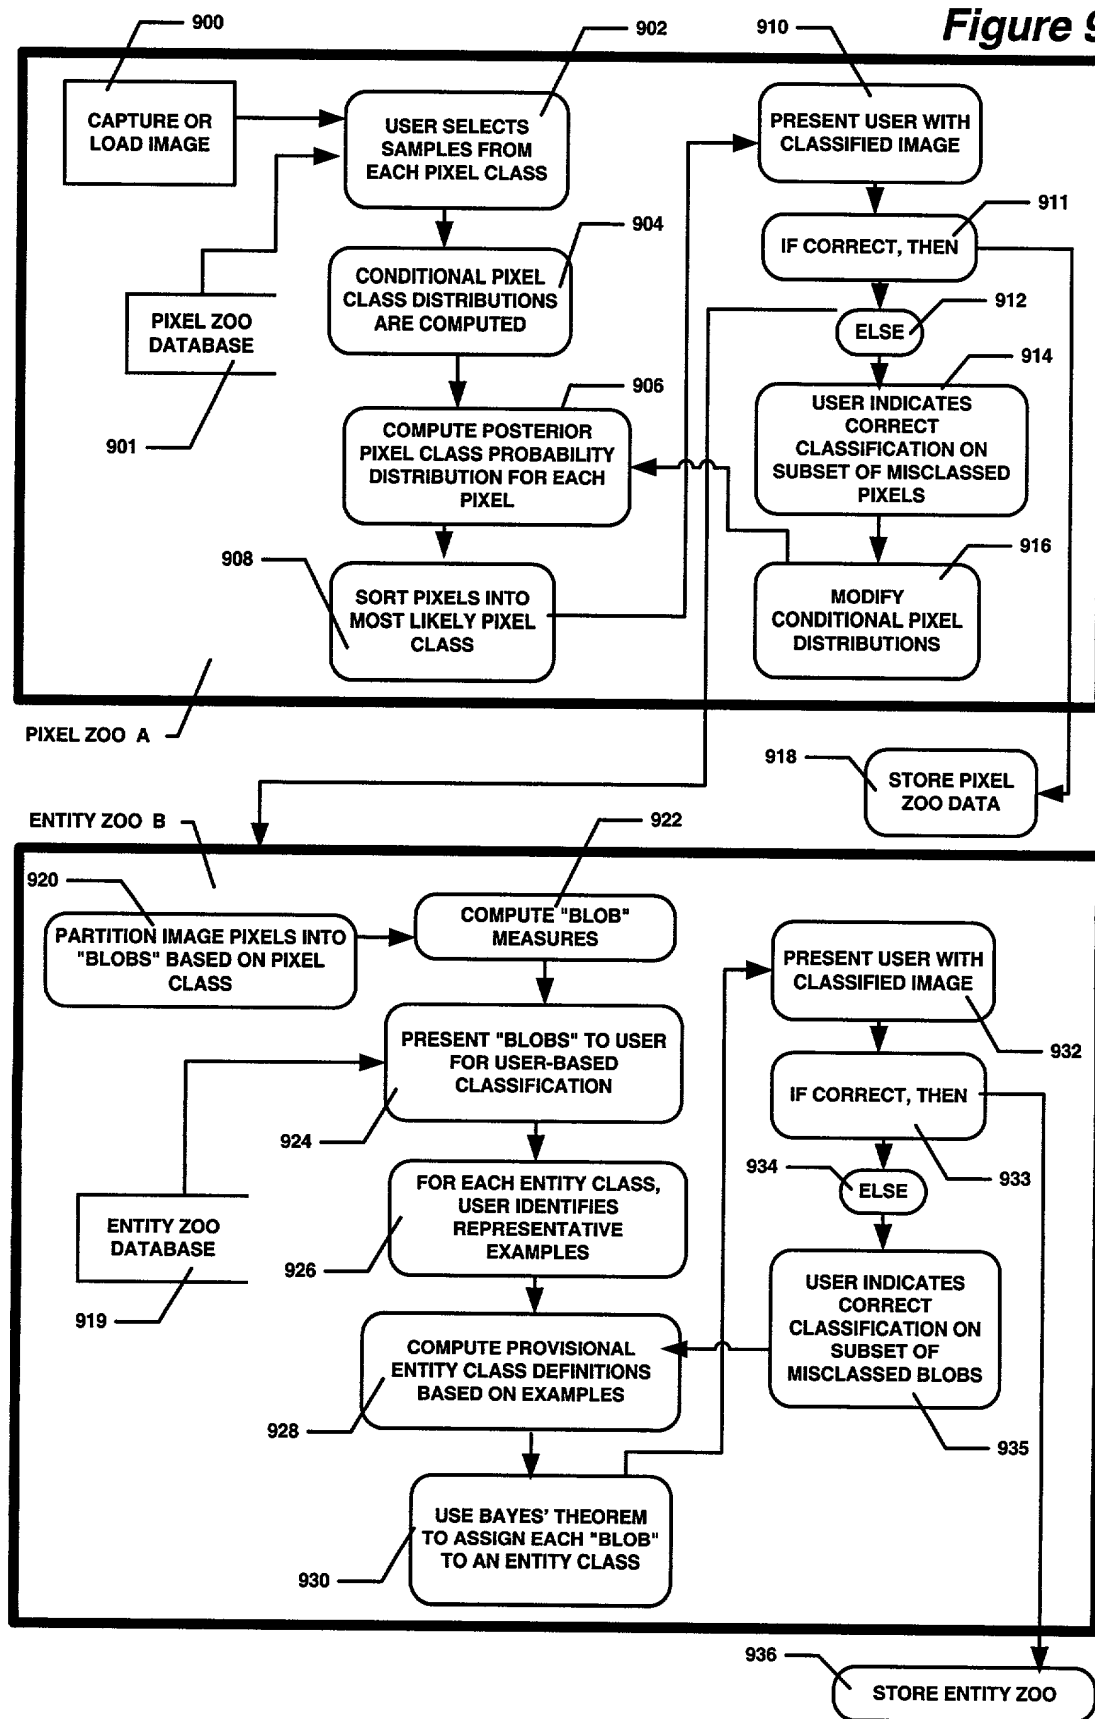 Figure 9
900
902
910
CAPTURE OR
LOAD IMAGE
USER SELECTS
SAMPLES FROM
EACH PIXEL CLASS
PRESENT USER WITH
CLASSIFIED IMAGE
911
904
IF CORRECT, THEN
CONDITIONAL PIXEL
CLASS DISTRIBUTIONS
ARE COMPUTED
PIXEL ZOO
DATABASE
912
ELSE
914
906
901
USER INDICATES
CORRECT
CLASSIFICATION ON
SUBSET OF MISCLASSED
PIXELS
COMPUTE POSTERIOR
PIXEL CLASS PROBABILITY
DISTRIBUTION FOR EACH
PIXEL
908
916
SORT PIXELS INTO
MOST LIKELY PIXEL
CLASS
MODIFY
CONDITIONAL PIXEL
DISTRIBUTIONS
PIXEL ZOO A
918
STORE PIXEL
ZOO DATA
ENTITY ZOO B
922
920
COMPUTE "BLOB"
MEASURES
PARTITION IMAGE PIXELS INTO
"BLOBS" BASED ON PIXEL
CLASS
PRESENT USER WITH
CLASSIFIED IMAGE
932
PRESENT "BLOBS" TO USER
FOR USER-BASED
CLASSIFICATION
924
IF CORRECT, THEN
933
934
ELSE
FOR EACH ENTITY CLASS,
USER IDENTIFIES
REPRESENTATIVE
EXAMPLES
926
ENTITY ZOO
DATABASE
919
USER INDICATES
CORRECT
CLASSIFICATION ON
SUBSET OF
MISCLASSED BLOBS
935
COMPUTE PROVISIONAL
ENTITY CLASS DEFINITIONS
BASED ON EXAMPLES
928
USE BAYES' THEOREM
TO ASSIGN EACH "BLOB"
TO AN ENTITY CLASS
930
936
STORE ENTITY ZOO